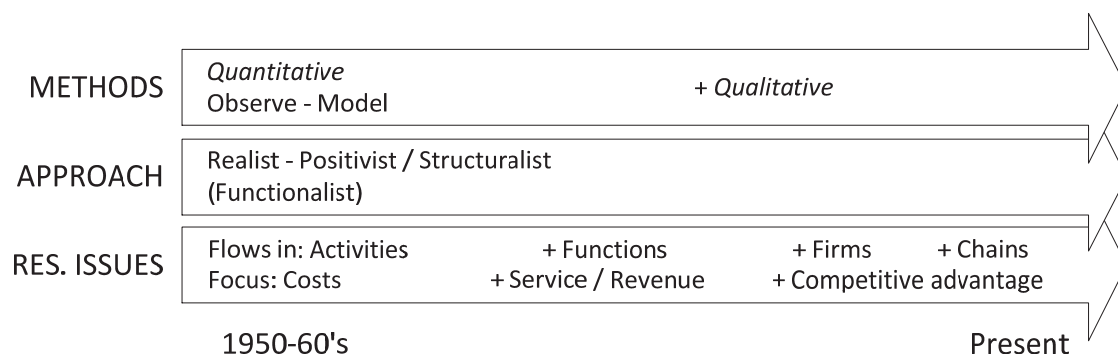 METHODS
Quantitative
Observe - Model
+ Qualitative
APPROACH
Realist - Positivist / Structuralist
(Functionalist)
RES. ISSUES
Flows in: Activities + Functions + Firms + Chains
Focus: Costs + Service / Revenue + Competitive advantage
1950-60's Present